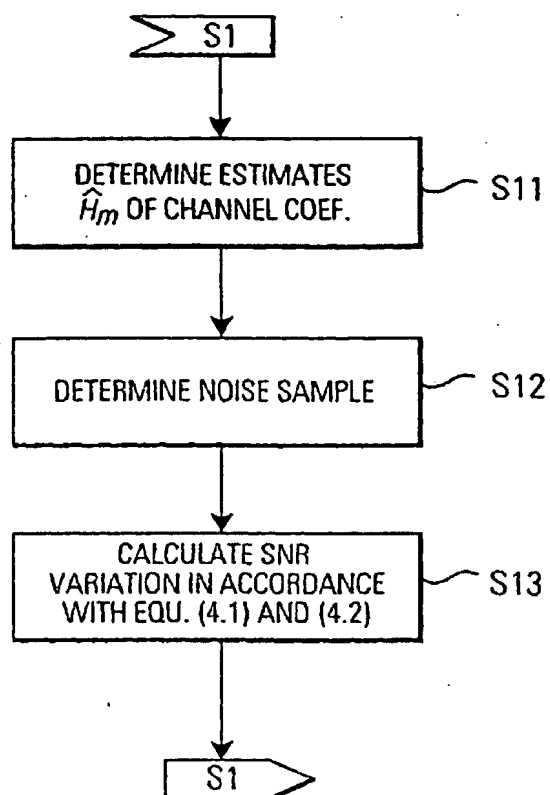 S1
DETERMINE ESTIMATES
Ĥm OF CHANNEL COEF.
S11
DETERMINE NOISE SAMPLE
S12
CALCULATE SNR
VARIATION IN ACCORDANCE
WITH EQU. (4.1) AND (4.2)
S13
S1